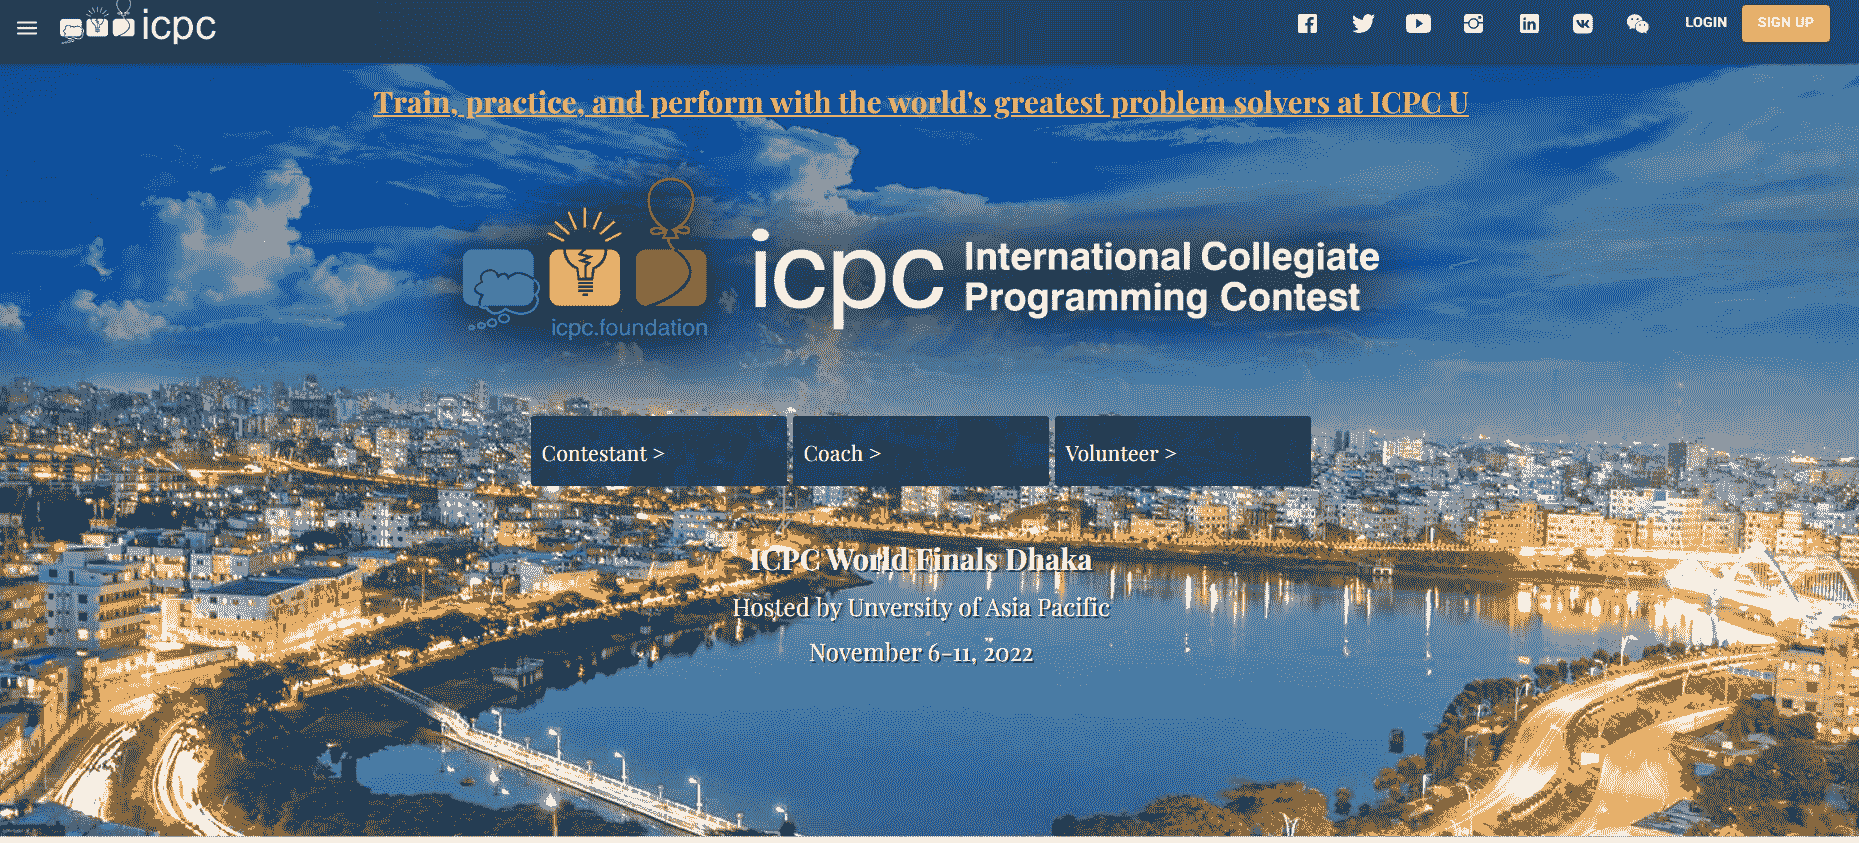 icpc
LOGIN
SIGN UP
Train, practice, and perform with the world's greatest problem solvers at ICPC U
icpc
International Collegiate
Programming Contest
icpc.foundation
Contestant >
Coach >
Volunteer >
ICPC World Finals Dhaka
Hosted by Unversity of Asia Pacific
November 6-11, 2022